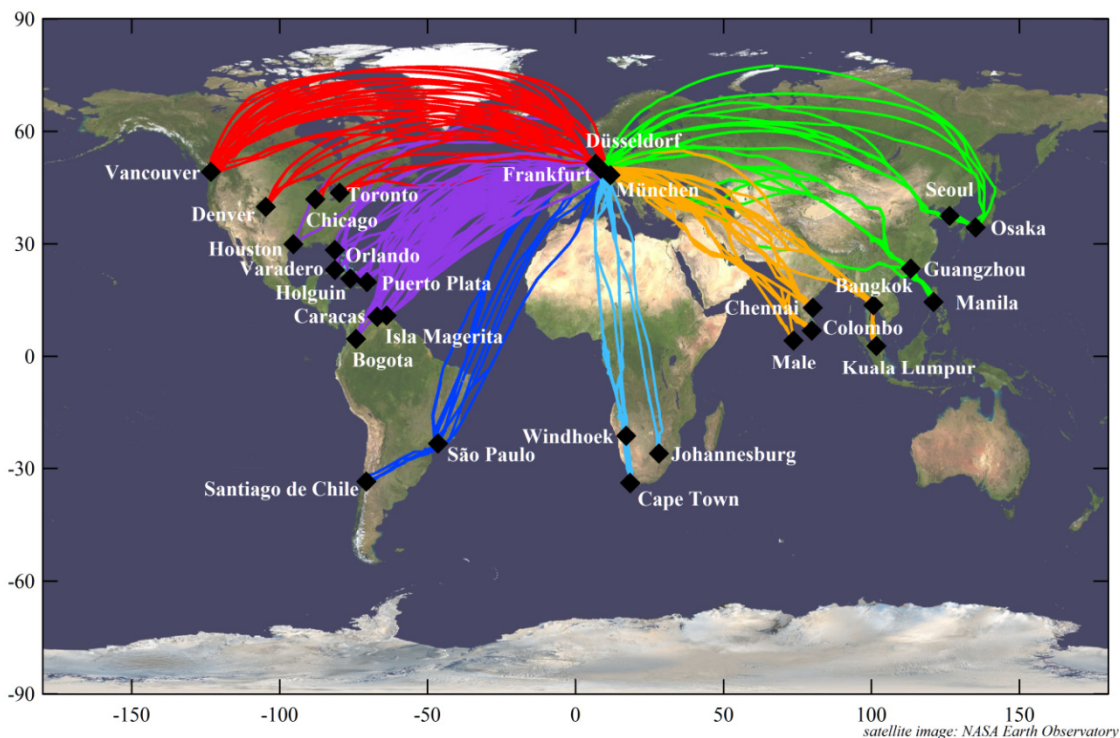 90
60
30
0
-30
-60
-90
Düsseldorf
Frankfurt
München
Vancouver
Toronto
Denver
Chicago
Seoul
Osaka
Houston
Orlando
Varadero
Holguin
Puerto Plata
Guangzhou
Bangkok
Manila
Chennai
Caracas
Isla Magerita
Colombo
Bogota
Male
Kuala Lumpur
Windhoek
São Paulo
Johannesburg
Santiago de Chile
Cape Town
-150
-100
-50
0
50
100
150
satellite image: NASA Earth Observatory